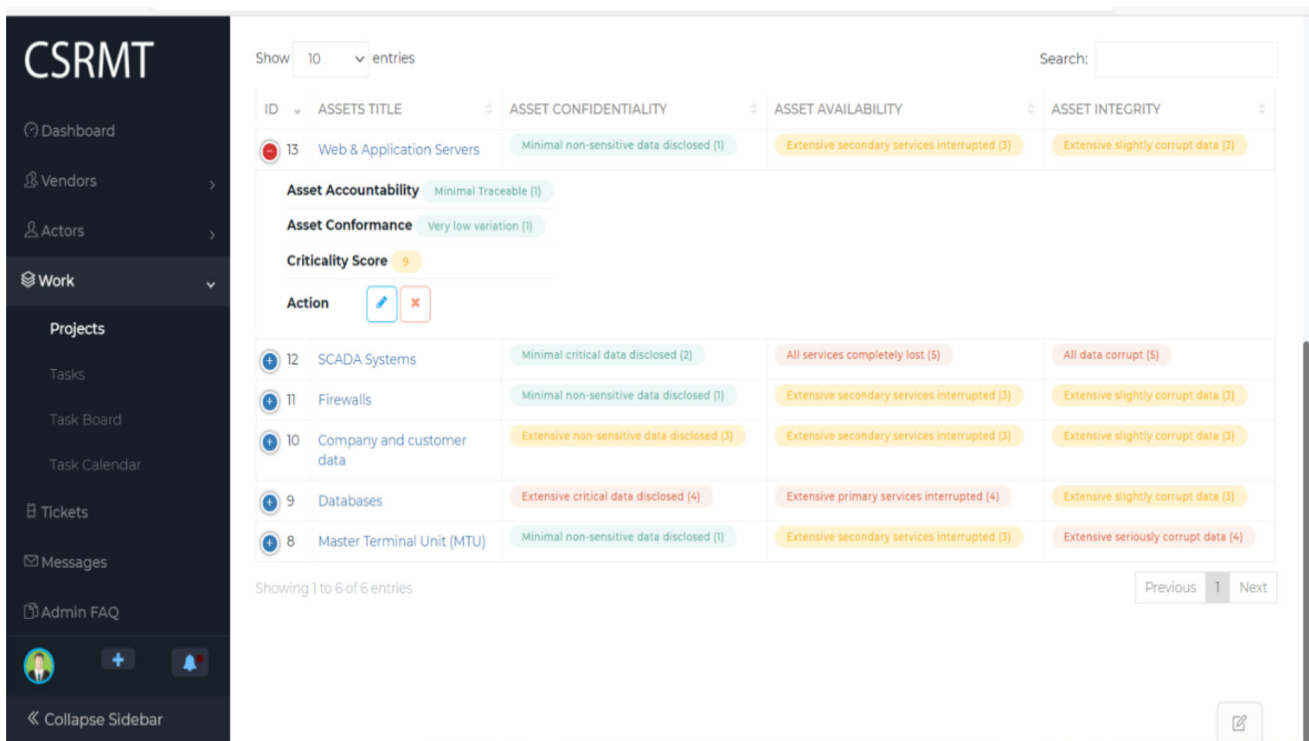 CSRMT
Dashboard
Vendors
Actors
Work
Projects
Tasks
Task Board
Task Calendar
Tickets
Messages
Admin FAQ
Collapse Sidebar
Show 10 entries
Search:
ID ASSETS TITLE ASSET CONFIDENTIALITY ASSET AVAILABILITY ASSET INTEGRITY
13 Web & Application Servers Minimal non-sensitive data disclosed (1) Extensive secondary services interrupted (3) Extensive slightly corrupt data (3)
Asset Accountability Minimal Traceable (1)
Asset Conformance Very low variation (1)
Criticality Score 9
Action
12 SCADA Systems Minimal critical data disclosed (2) All services completely lost (5) All data corrupt (5)
11 Firewalls Minimal non-sensitive data disclosed (1) Extensive secondary services interrupted (3) Extensive slightly corrupt data (3)
10 Company and customer Extensive non-sensitive data disclosed (3) Extensive secondary services interrupted (3) Extensive slightly corrupt data (3)
data
9 Databases Extensive critical data disclosed (4) Extensive primary services interrupted (4) Extensive slightly corrupt data (3)
8 Master Terminal Unit (MTU) Minimal non-sensitive data disclosed (1) Extensive secondary services interrupted (3) Extensive seriously corrupt data (4)
Showing 1 to 6 of 6 entries
Previous 1 Next